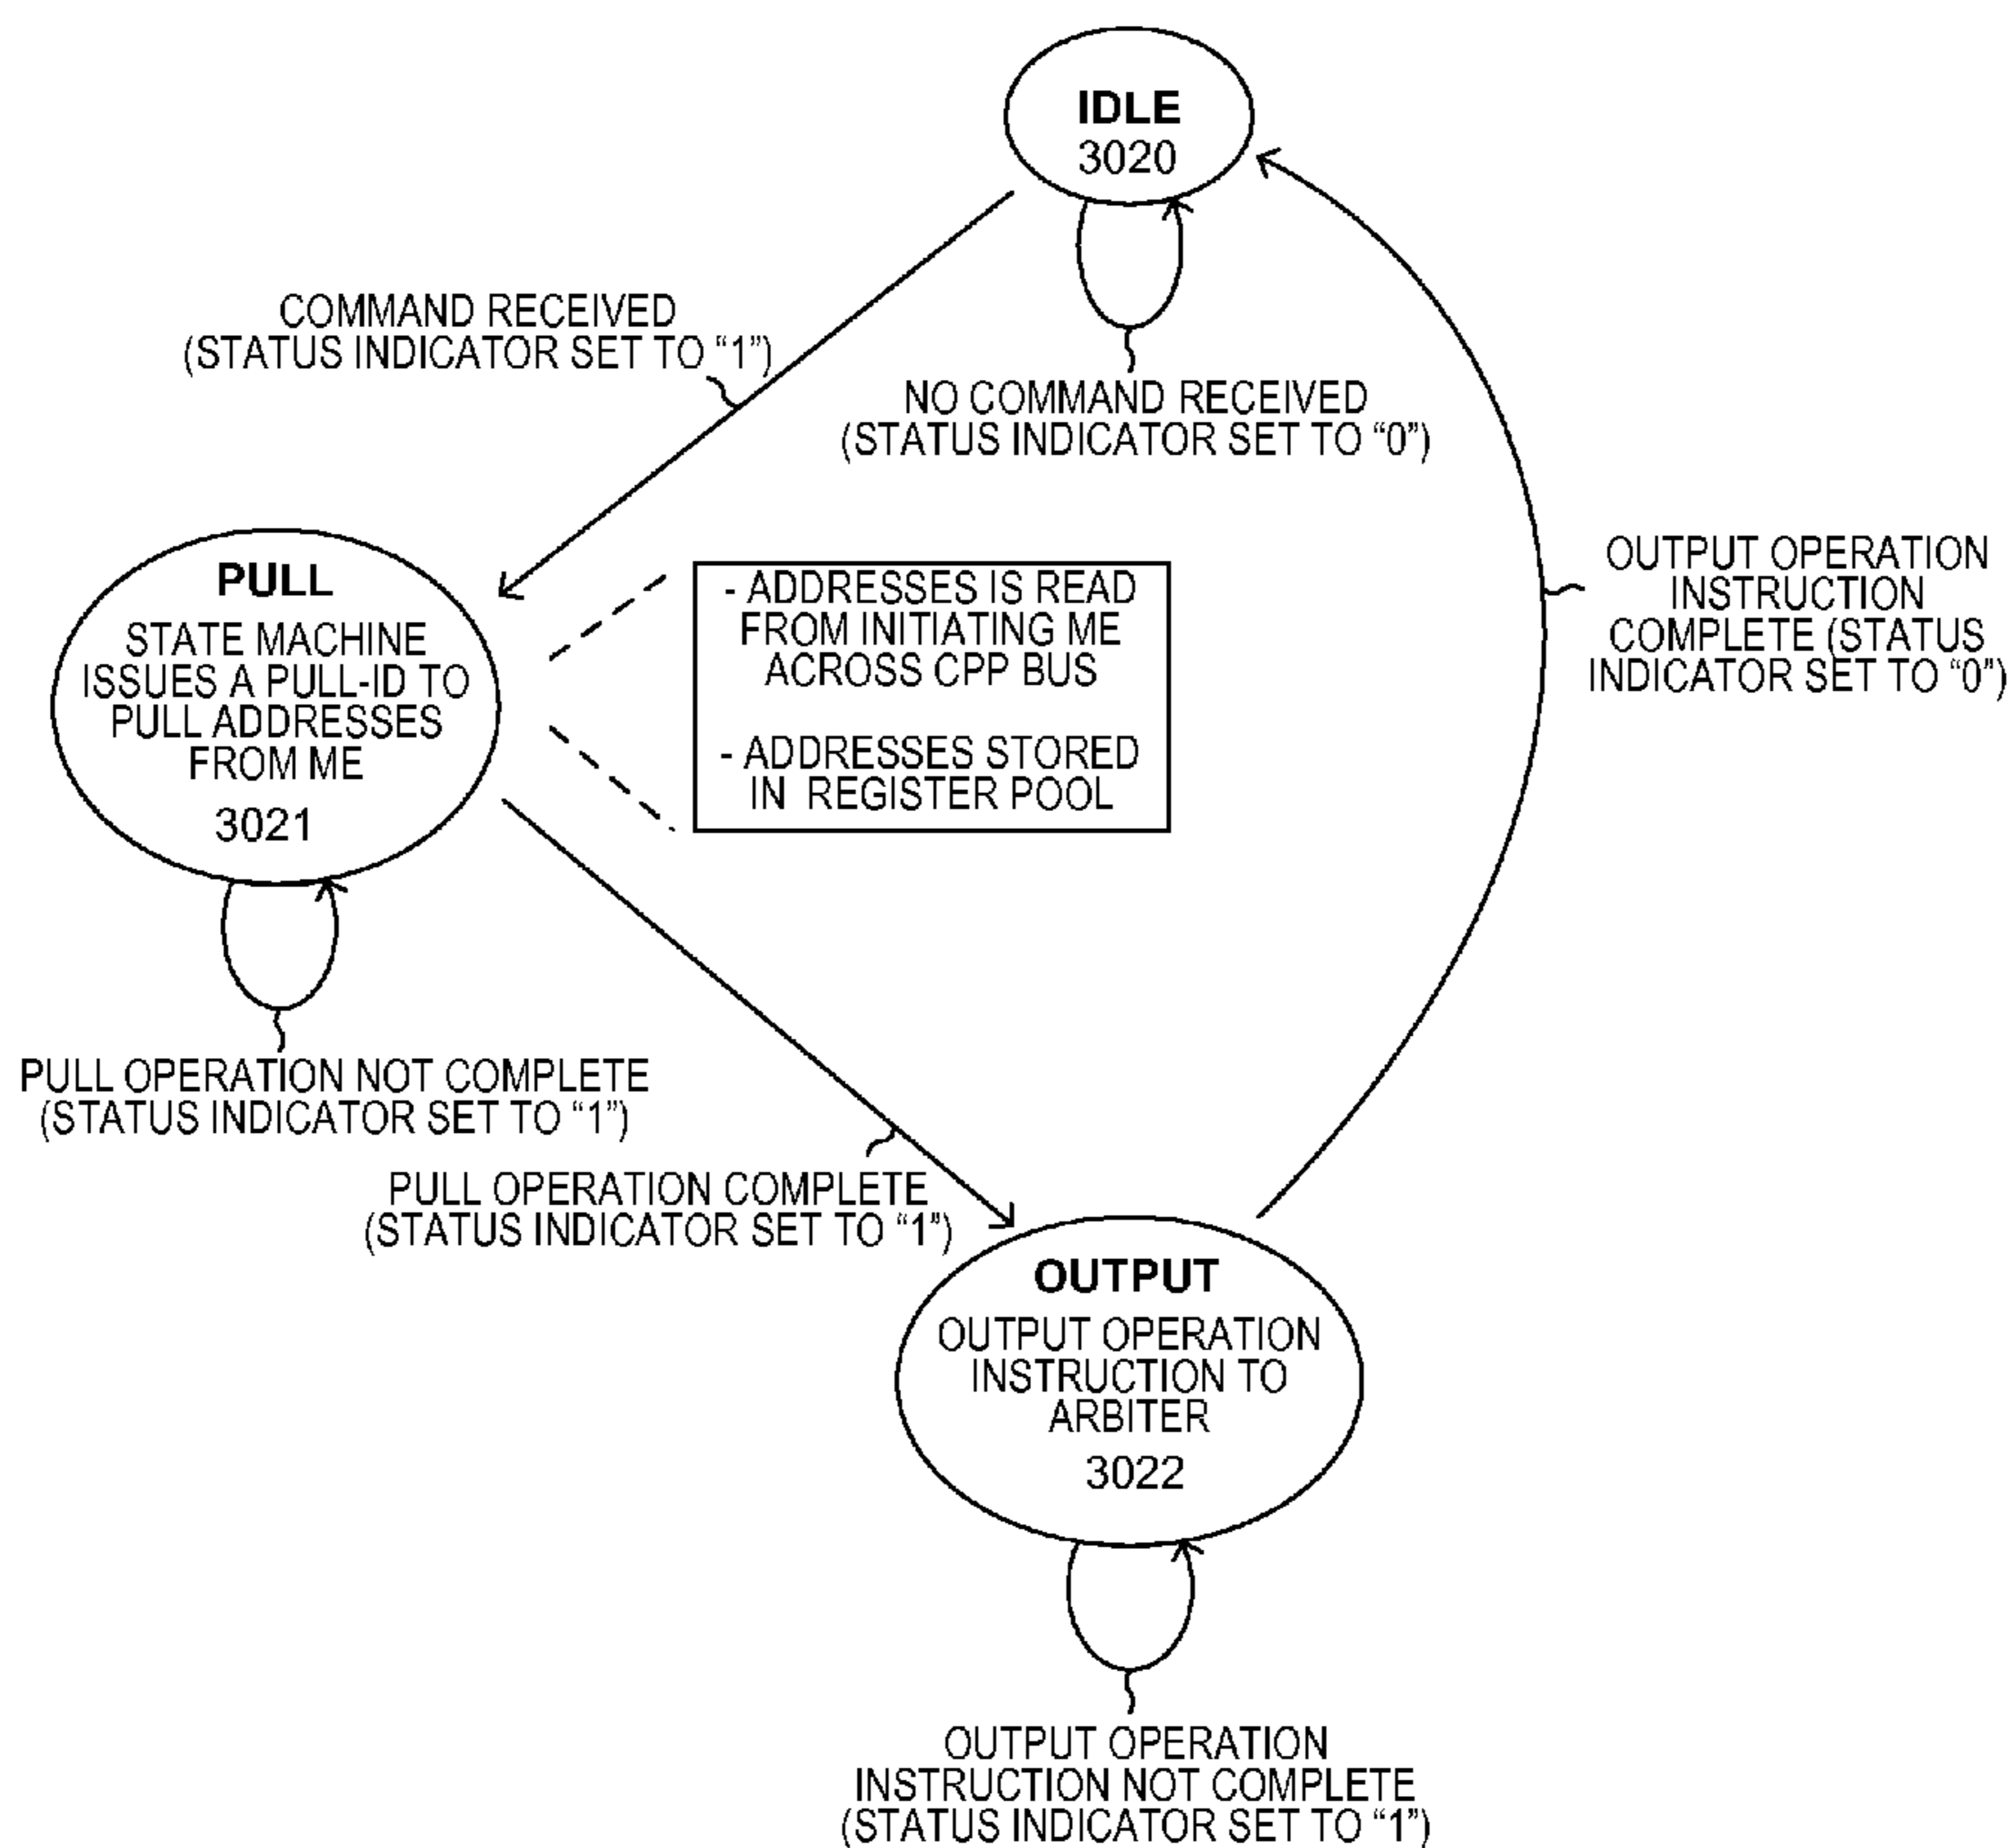 IDLE
3020
COMMAND RECEIVED
(STATUS INDICATOR SET TO “1”)
NO COMMAND RECEIVED
(STATUS INDICATOR SET TO “0”)
OUTPUT OPERATION
INSTRUCTION
COMPLETE (STATUS
INDICATOR SET TO “0”)
PULL
STATE MACHINE
ISSUES A PULL-ID TO
PULL ADDRESSES
FROM ME
3021
- ADDRESSES IS READ
FROM INITIATING ME
ACROSS CPP BUS
- ADDRESSES STORED
IN REGISTER POOL
PULL OPERATION NOT COMPLETE
(STATUS INDICATOR SET TO “1”)
PULL OPERATION COMPLETE
(STATUS INDICATOR SET TO “1”)
OUTPUT
OUTPUT OPERATION
INSTRUCTION TO
ARBITER
3022
OUTPUT OPERATION
INSTRUCTION NOT COMPLETE
(STATUS INDICATOR SET TO “1”)